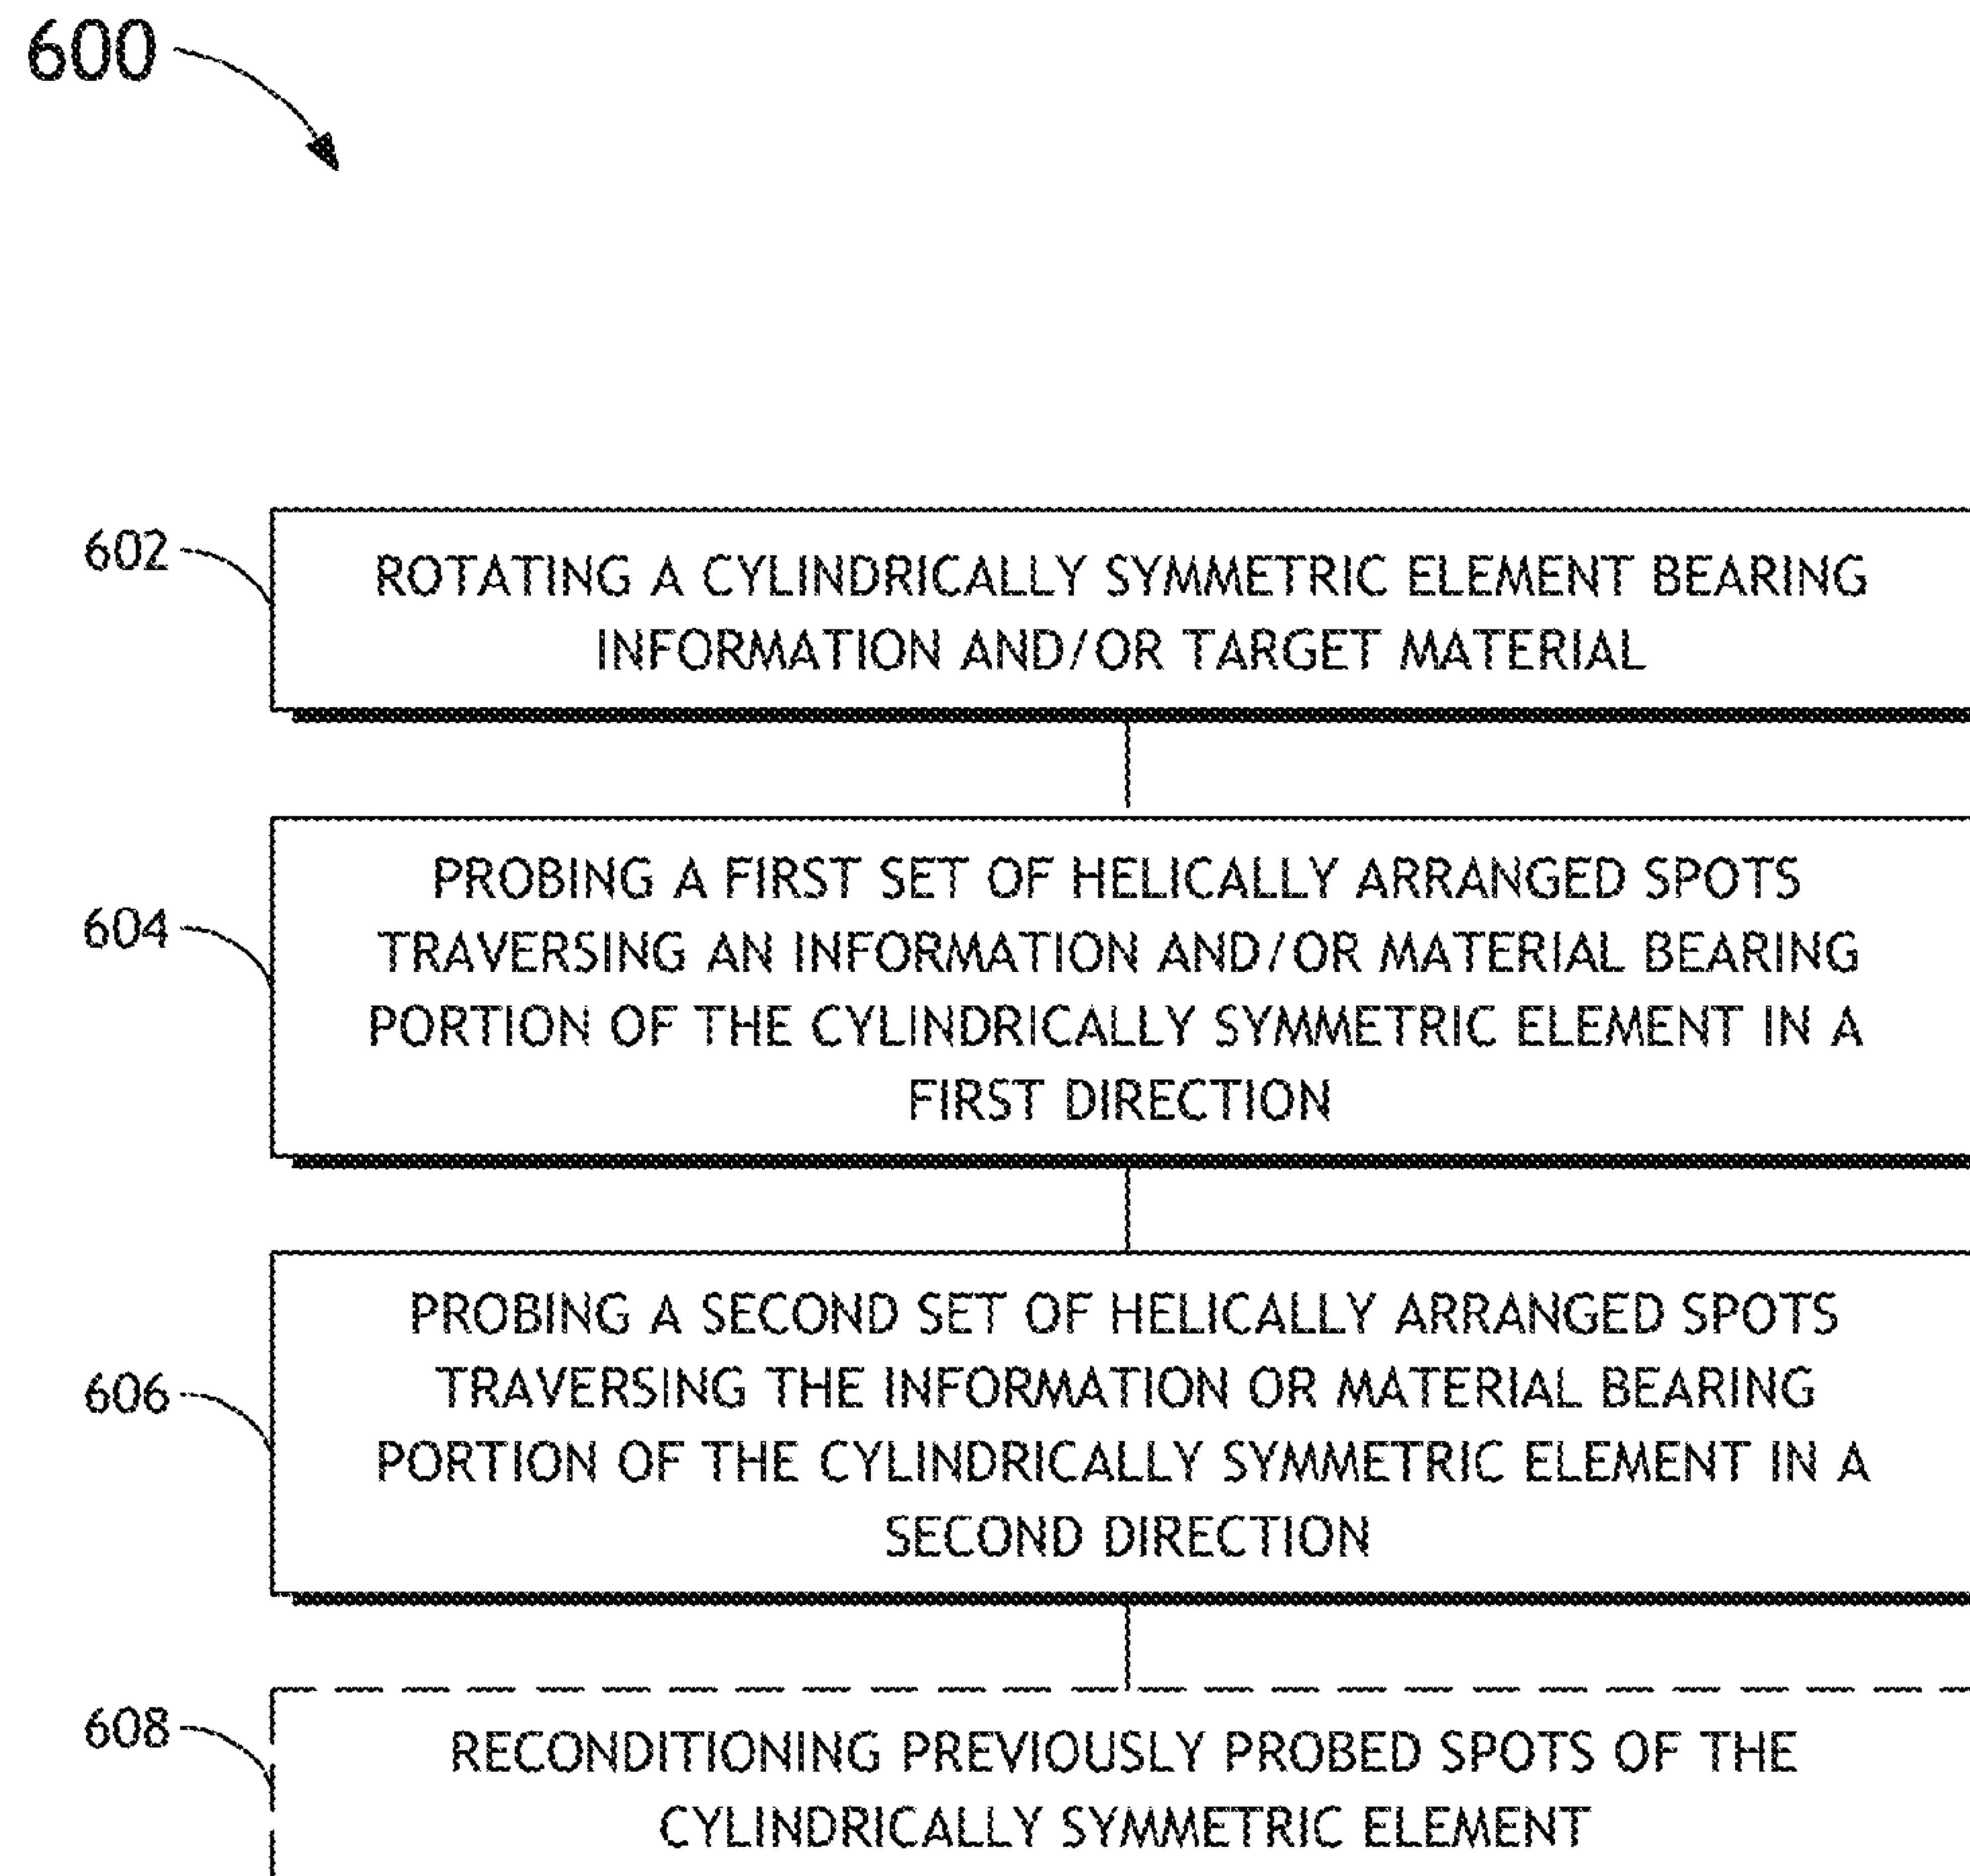 600
602
ROTATING A CYLINDRICALLY SYMMETRIC ELEMENT BEARING
INFORMATION AND/OR TARGET MATERIAL
604
PROBING A FIRST SET OF HELICALLY ARRANGED SPOTS
TRAVERSING AN INFORMATION AND/OR MATERIAL BEARING
PORTION OF THE CYLINDRICALLY SYMMETRIC ELEMENT IN A
FIRST DIRECTION
606
PROBING A SECOND SET OF HELICALLY ARRANGED SPOTS
TRAVERSING THE INFORMATION OR MATERIAL BEARING
PORTION OF THE CYLINDRICALLY SYMMETRIC ELEMENT IN A
SECOND DIRECTION
608
RECONDITIONING PREVIOUSLY PROBED SPOTS OF THE
CYLINDRICALLY SYMMETRIC ELEMENT